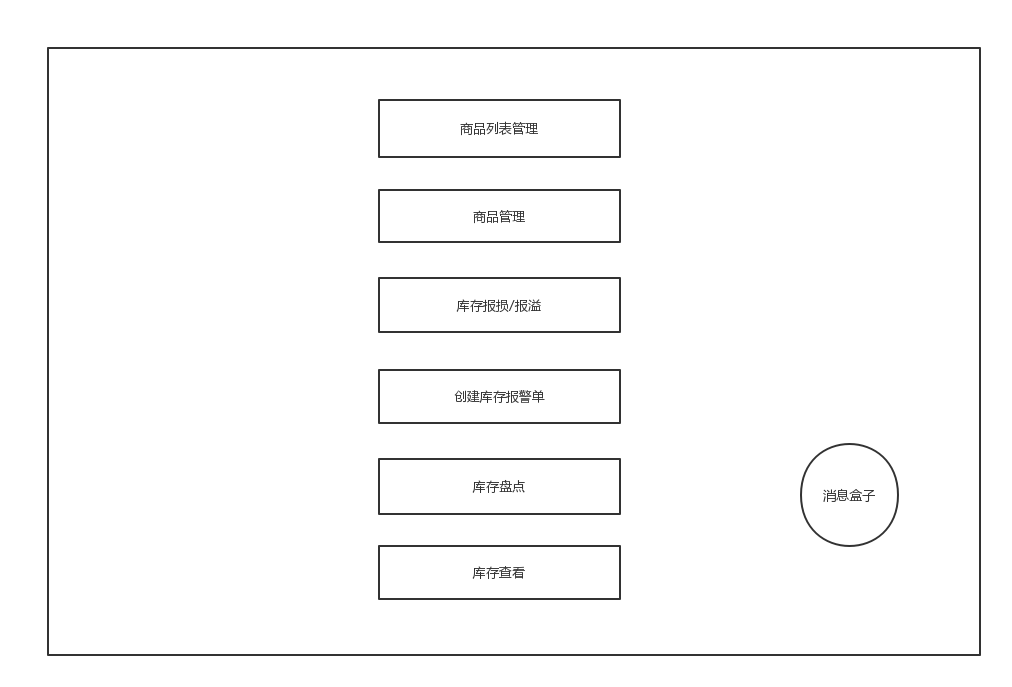 商品列表管理
商品管理
库存报损/报溢
创建库存报警单
库存盘点
消息盒子
库存查看